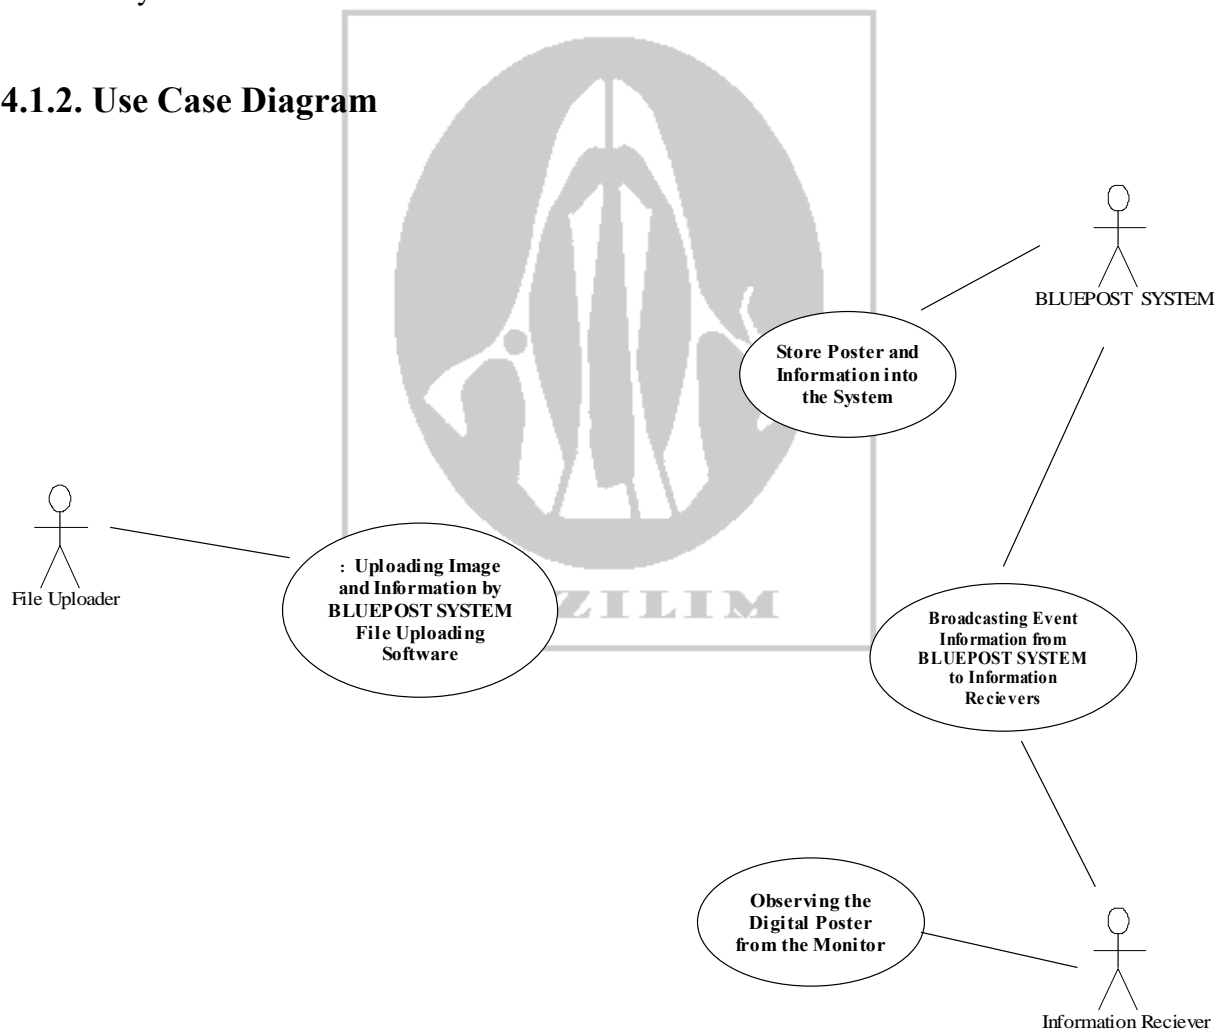 4.1.2. Use Case Diagram
BLUEPOST SYSTEM
Store Poster and
Information into
the System
File Uploader
: Uploading Image
and Information by
BLUEPOST SYSTEM
File Uploading
Software
ZILIM
Broadcasting Event
Information from
BLUEPOST SYSTEM
to Information
Recievers
Observing the
Digital Poster
from the Monitor
Information Reciever